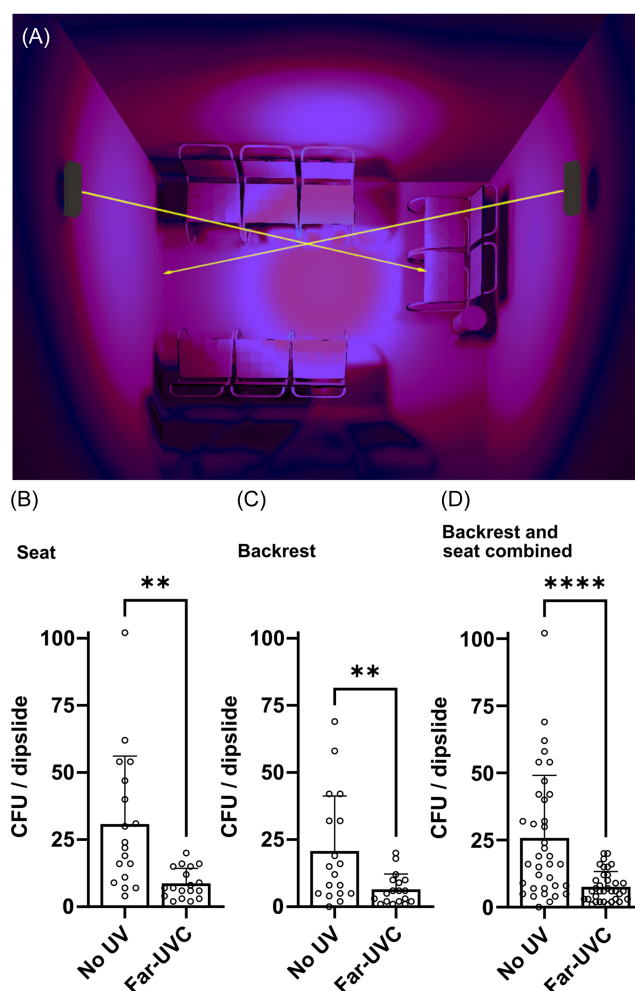 (A)
(B)
Seat
**
CFU / dipslide
100
75
50
25
0
No UV
Far-UVC
(C)
Backrest
**
CFU / dipslide
100
75
50
25
0
No UV
Far-UVC
(D)
Backrest and
seat combined
****
CFU / dipslide
100
75
50
25
0
No UV
Far-UVC